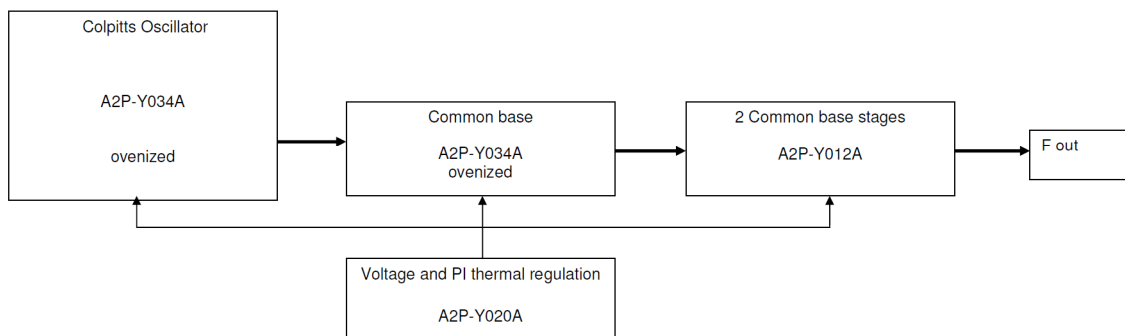 Colpitts Oscillator
A2P-Y034A
ovenized
Common base
A2P-Y034A
ovenized
2 Common base stages
A2P-Y012A
F out
Voltage and PI thermal regulation
A2P-Y020A